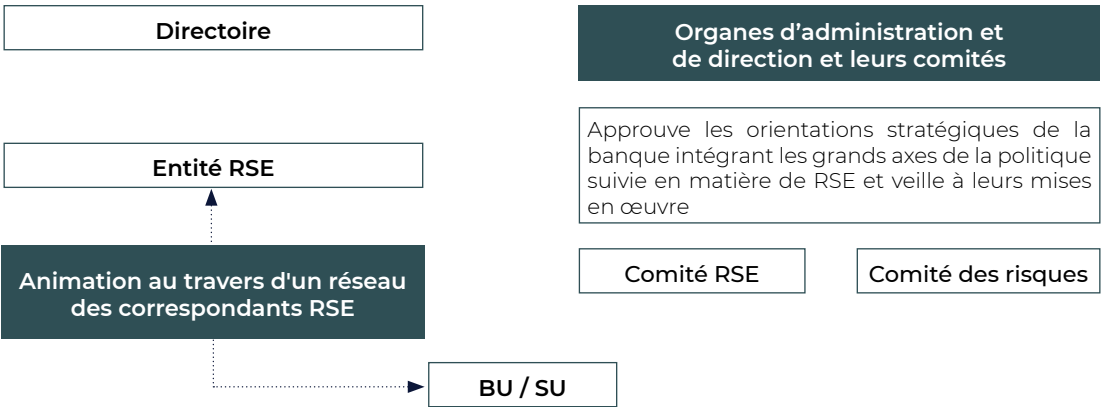 Directoire
Entité RSE
Animation au travers d'un réseau
des correspondants RSE
BU / SU
Organes d’administration et
de direction et leurs comités
Approuve les orientations stratégiques de la
banque intégrant les grands axes de la politique
suivie en matière de RSE et veille à leurs mises
en œuvre
Comité RSE
Comité des risques